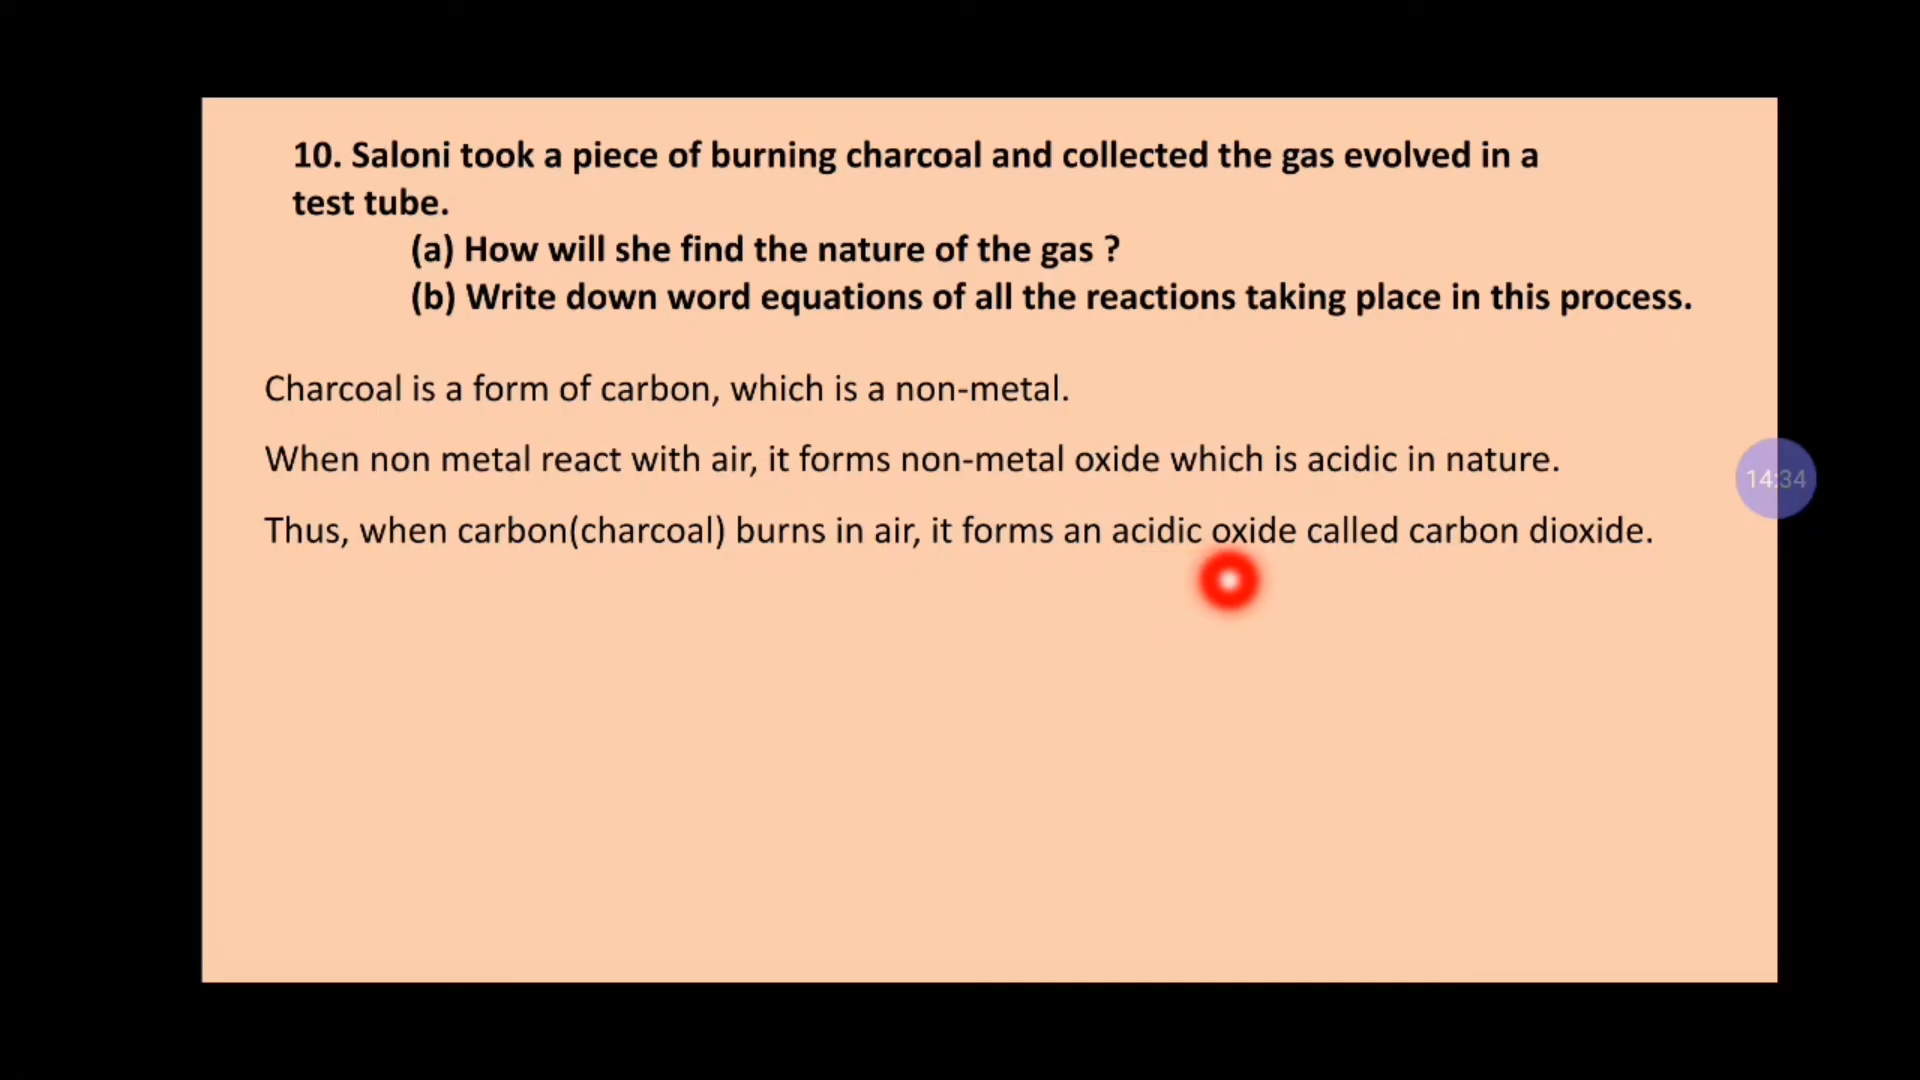 10. Saloni took a piece of burning charcoal and collected the gas evolved in a
test tube.
(a) How will she find the nature of the gas ?
(b) Write down word equations of all the reactions taking place in this process.
Charcoal is a form of carbon, which is a non-metal.
When non metal react with air, it forms non-metal oxide which is acidic in nature.
14:34
Thus, when carbon(charcoal) burns in air, it forms an acidic oxide called carbon dioxide.